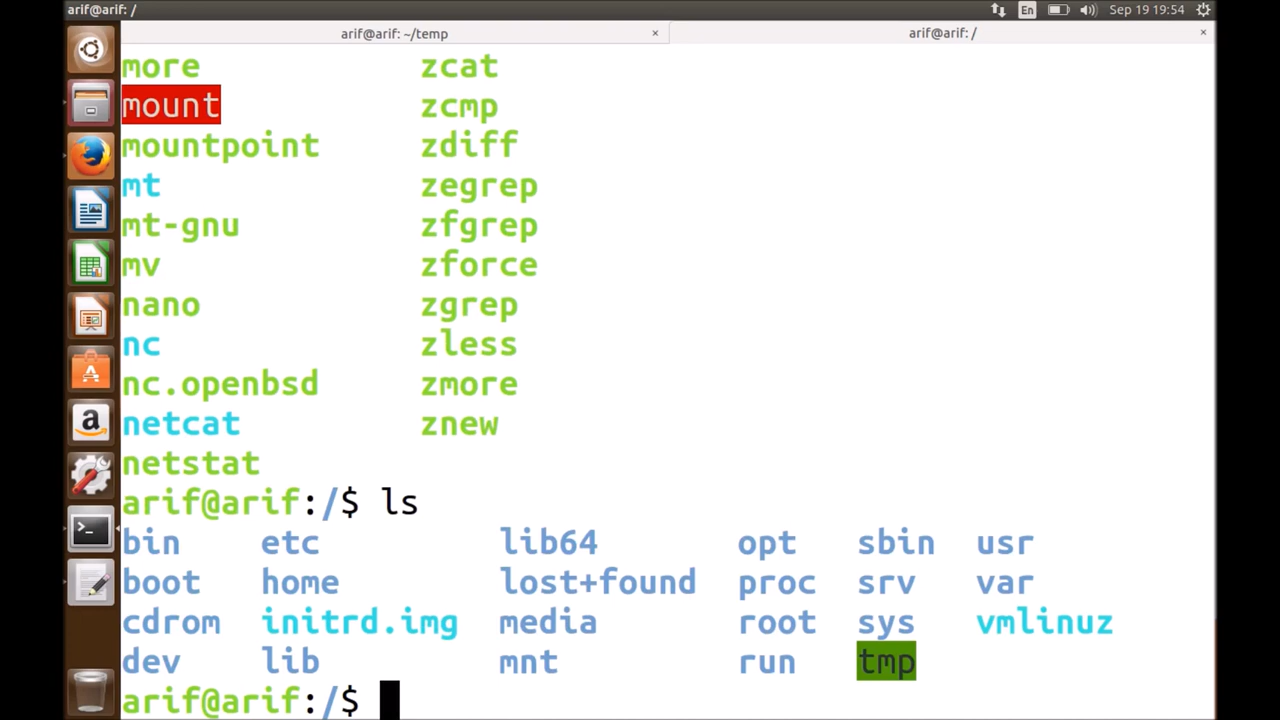 arif@arif: / En Sep 19 19:54
arif@arif: ~/temp × arif@arif: / ×
more zcat
mount zcmp
mountpoint zdiff
mt zegrep
mt-gnu zfgrep
mv zforce
nano zgrep
nc zless
nc.openbsd zmore
netcat znew
netstat
arif@arif:/$ ls
bin etc lib64 opt sbin usr
boot home lost+found proc srv var
cdrom initrd.img media root sys vmlinuz
dev lib mnt run tmp
arif@arif:/$